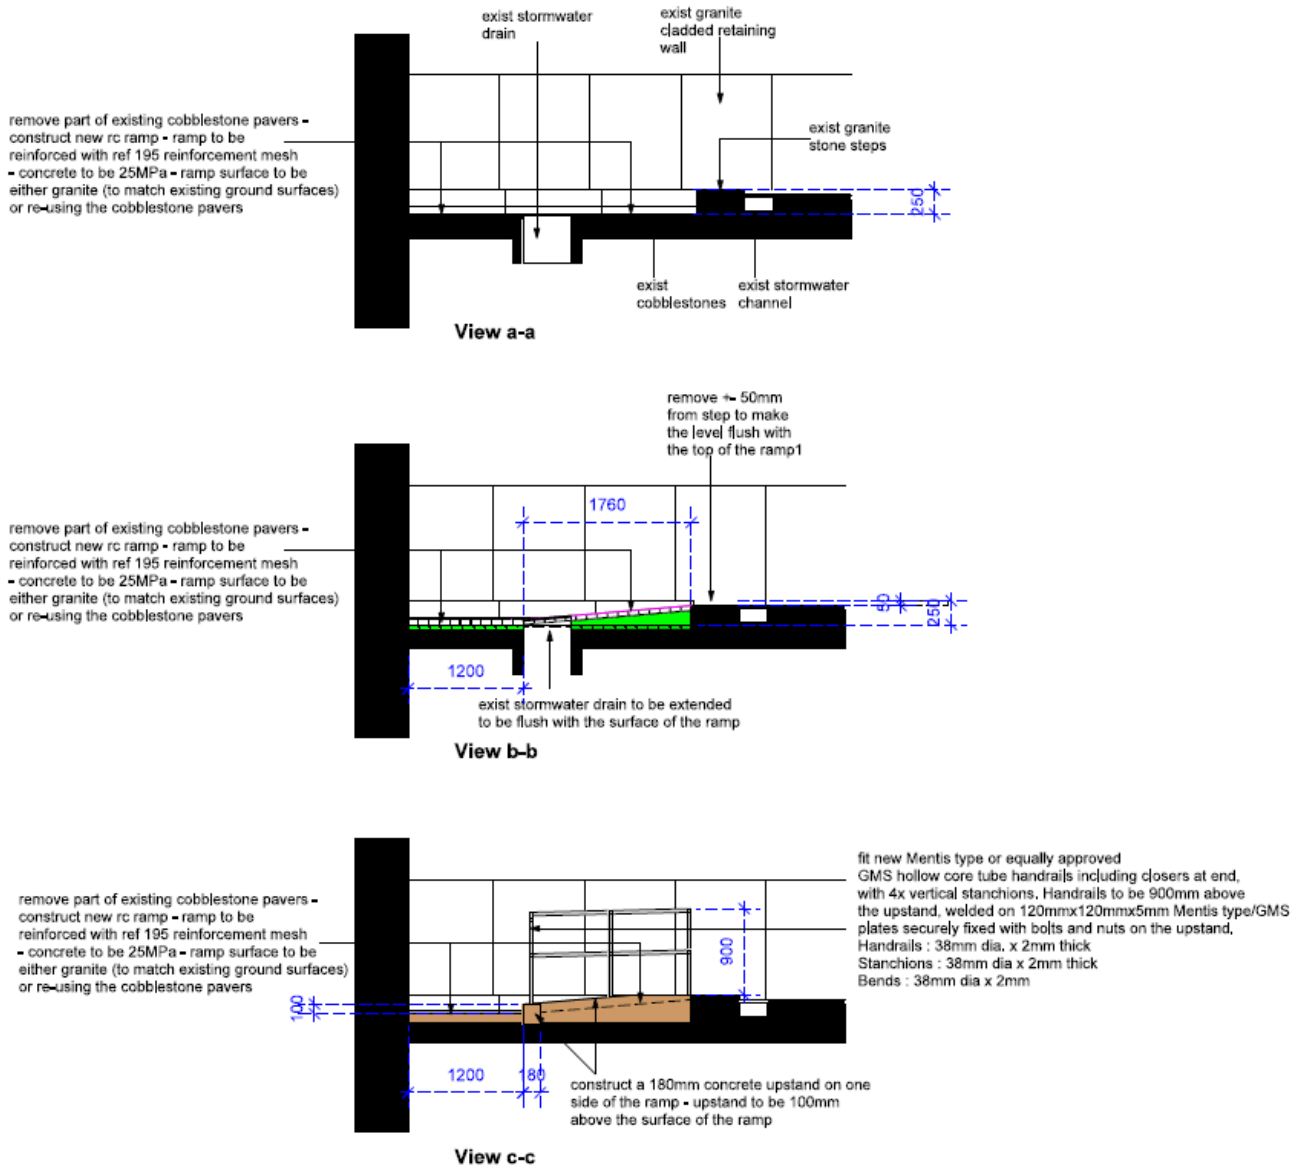 exist stormwater
drain
exist granite
cladded retaining
wall
remove part of existing cobblestone pavers -
construct new rc ramp - ramp to be
reinforced with ref 195 reinforcement mesh
- concrete to be 25MPa - ramp surface to be
either granite (to match existing ground surfaces)
or re-using the cobblestone pavers
exist granite
stone steps
250
exist
cobblestones
exist stormwater
channel
View a-a
remove +- 50mm
from step to make
the level flush with
the top of the ramp1
1760
remove part of existing cobblestone pavers -
construct new rc ramp - ramp to be
reinforced with ref 195 reinforcement mesh
- concrete to be 25MPa - ramp surface to be
either granite (to match existing ground surfaces)
or re-using the cobblestone pavers
50
250
1200
exist stormwater drain to be extended
to be flush with the surface of the ramp
View b-b
fit new Mentis type or equally approved
GMS hollow core tube handrails including closers at end,
with 4x vertical stanchions. Handrails to be 900mm above
the upstand, welded on 120mmx120mmx5mm Mentis type/GMS
plates securely fixed with bolts and nuts on the upstand,
Handrails : 38mm dia. x 2mm thick
Stanchions : 38mm dia x 2mm thick
Bends : 38mm dia x 2mm
remove part of existing cobblestone pavers -
construct new rc ramp - ramp to be
reinforced with ref 195 reinforcement mesh
- concrete to be 25MPa - ramp surface to be
either granite (to match existing ground surfaces)
or re-using the cobblestone pavers
900
100
1200
180
construct a 180mm concrete upstand on one
side of the ramp - upstand to be 100mm
above the surface of the ramp
View c-c